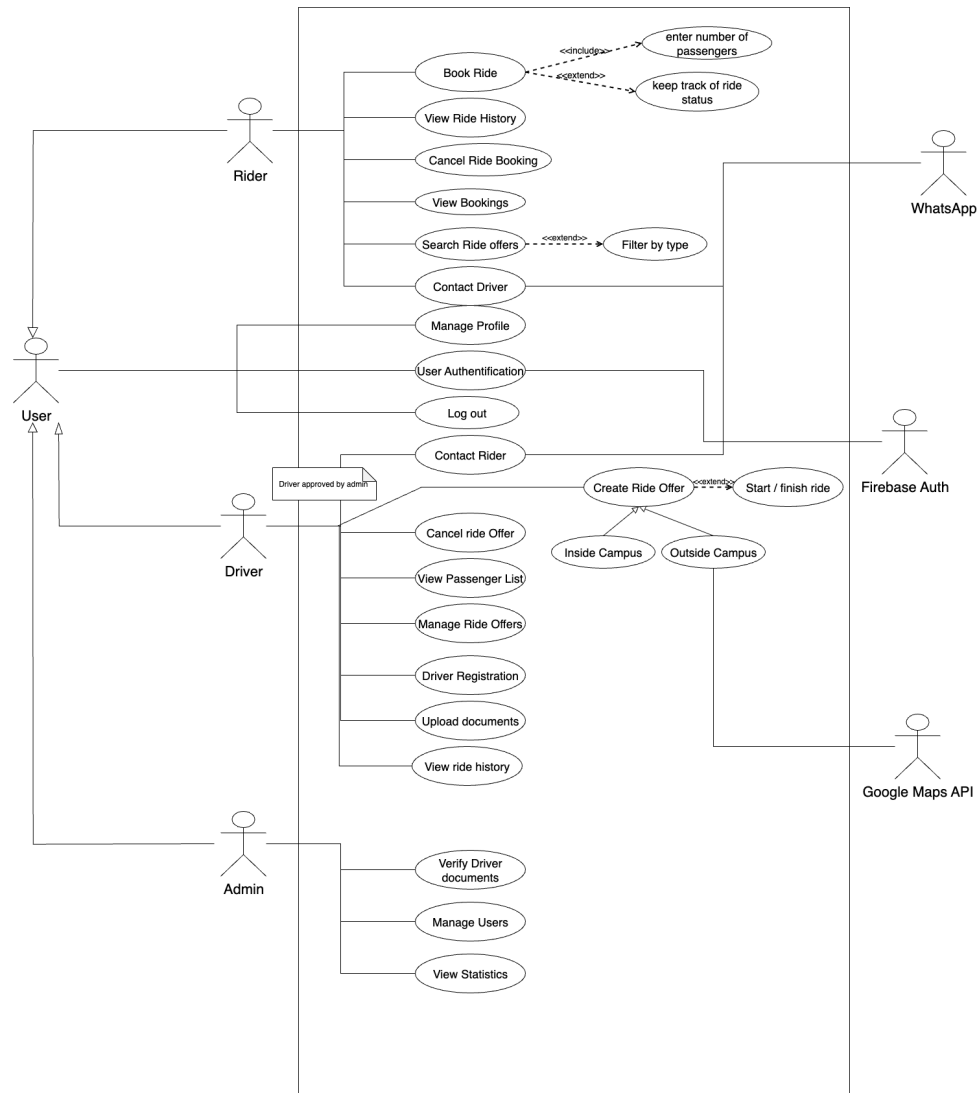 enter number of
passengers
<<include>>
Book Ride
<<extend>>
keep track of ride
status
View Ride History
Rider
Cancel Ride Booking
WhatsApp
View Bookings
Search Ride offers
<<extend>>
Filter by type
Contact Driver
Manage Profile
User Authentification
User
Log out
Contact Rider
Firebase Auth
Driver approved by admin
Create Ride Offer
<<extend>>
Start / finish ride
Cancel ride Offer
Inside Campus
Outside Campus
Driver
View Passenger List
Manage Ride Offers
Driver Registration
Upload documents
View ride history
Google Maps API
Verify Driver
documents
Admin
Manage Users
View Statistics